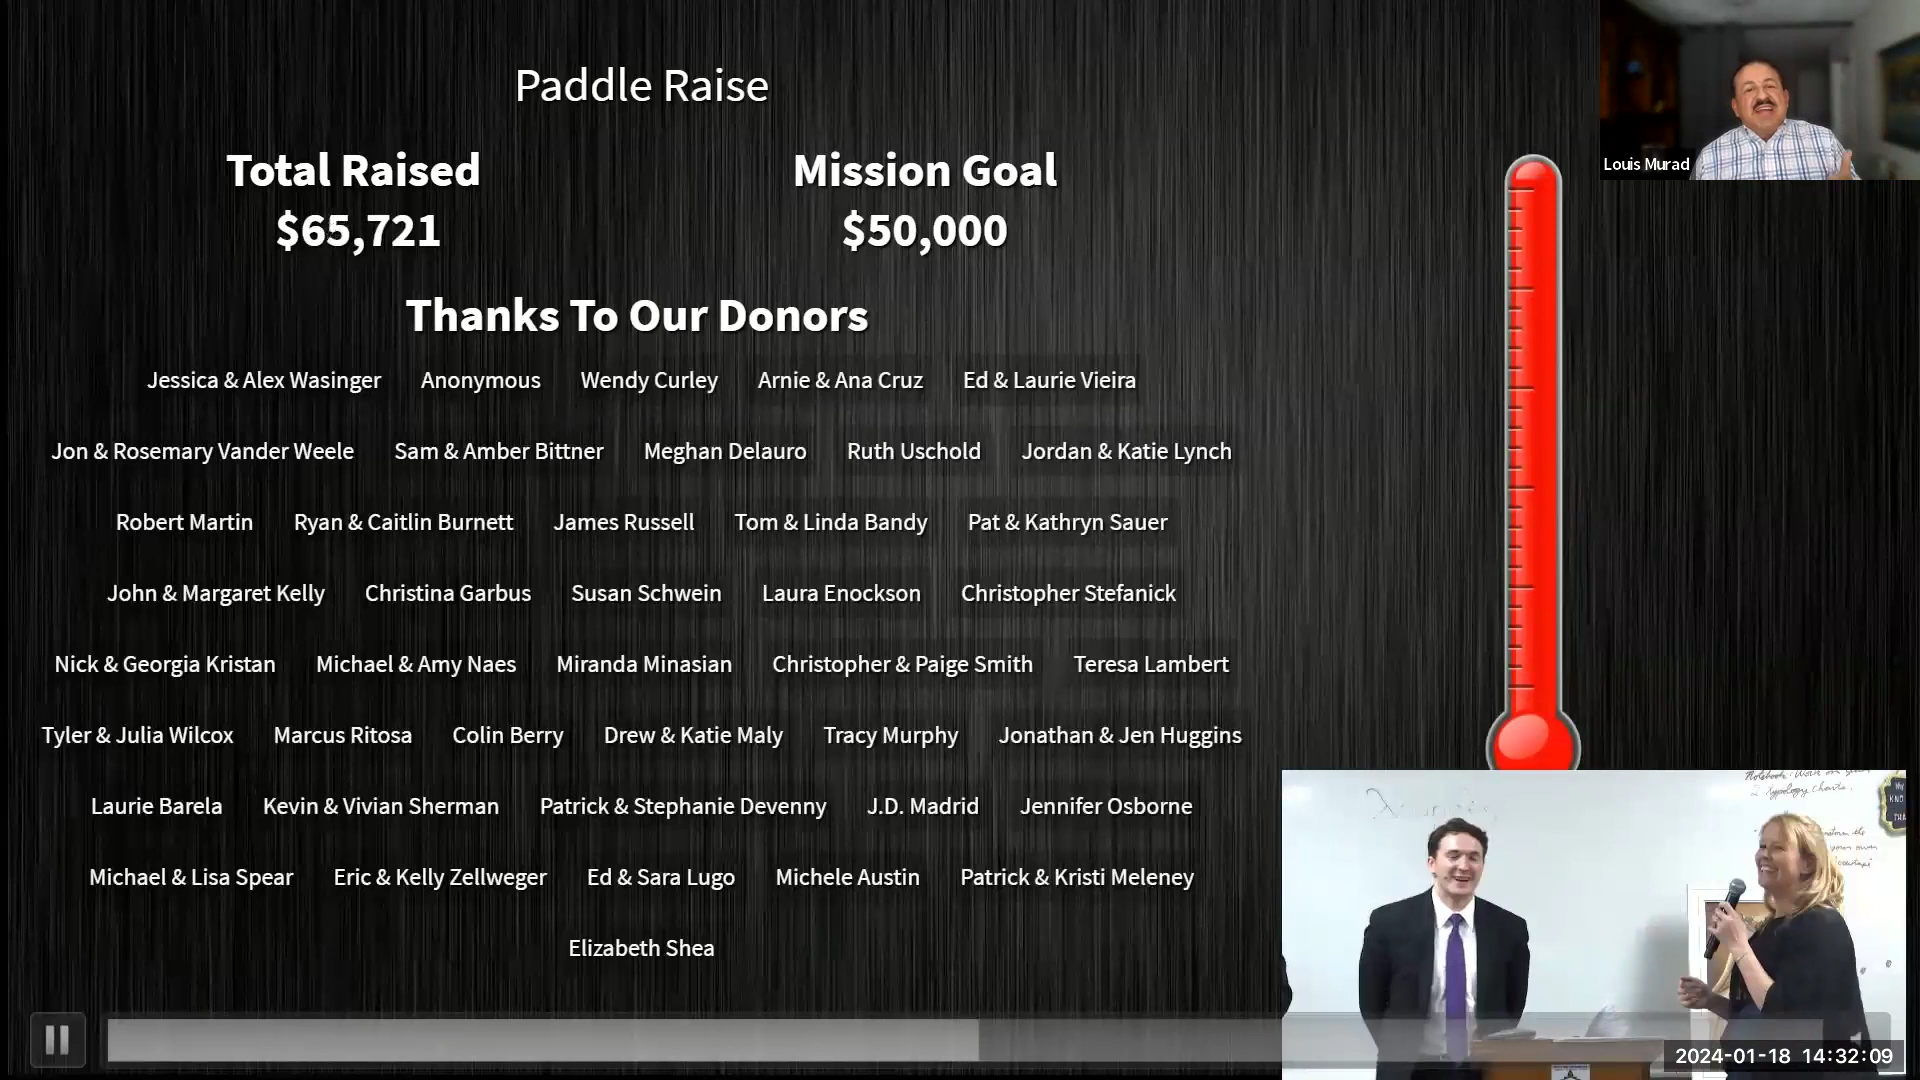 Paddle Raise
Total Raised
Mission Goal
$65,721
$50,000
Thanks To Our Donors
Jessica & Alex Wasinger Anonymous Wendy Curley Arnie & Ana Cruz Ed & Laurie Vieira
Jon & Rosemary Vander Weele Sam & Amber Bittner Meghan Delauro Ruth Uschold Jordan & Katie Lynch
Robert Martin Ryan & Caitlin Burnett James Russell Tom & Linda Bandy Pat & Kathryn Sauer
John & Margaret Kelly Christina Garbus Susan Schwein Laura Enockson Christopher Stefanick
Nick & Georgia Kristan Michael & Amy Naes Miranda Minasian Christopher & Paige Smith Teresa Lambert
Tyler & Julia Wilcox Marcus Ritosa Colin Berry Drew & Katie Maly Tracy Murphy Jonathan & Jen Huggins
Laurie Barela Kevin & Vivian Sherman Patrick & Stephanie Devenny J.D. Madrid Jennifer Osborne
Michael & Lisa Spear Eric & Kelly Zellweger Ed & Sara Lugo Michele Austin Patrick & Kristi Meleney
Elizabeth Shea
Louis Murad
2. Typology Charts.
2024-01-18 14:32:09